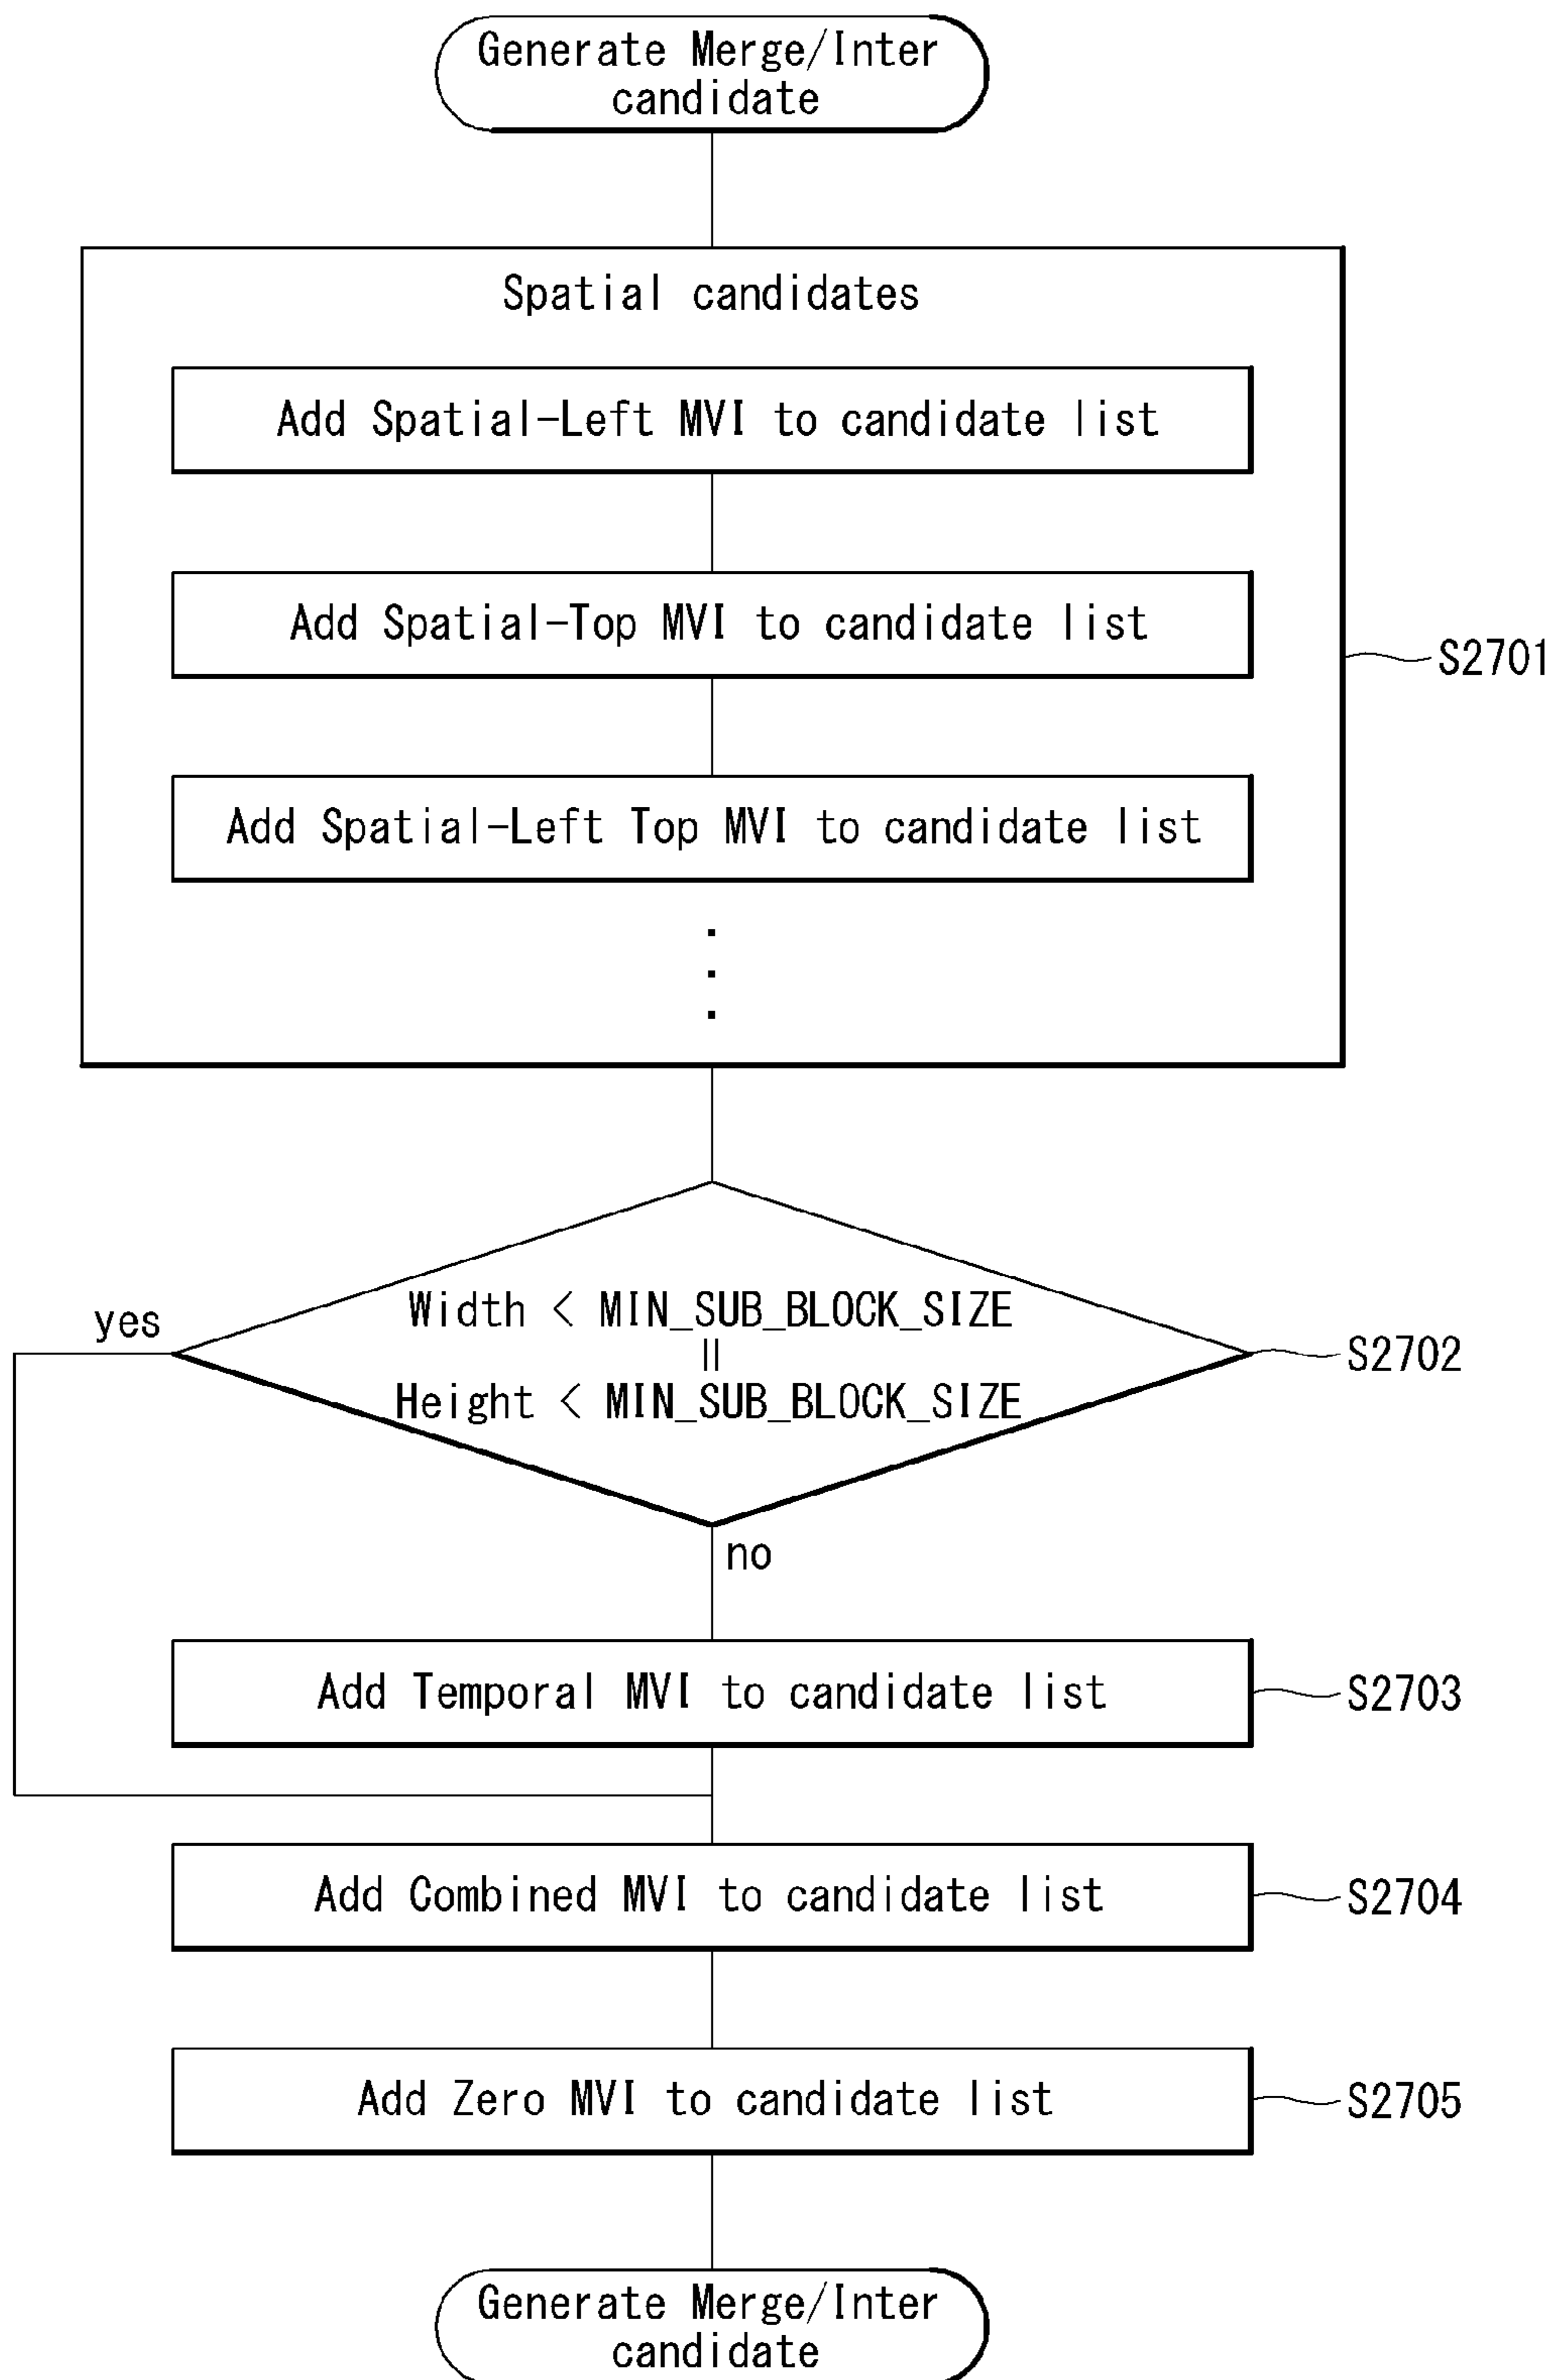 Generate Merge/Inter
candidate
Spatial candidates
Add Spatial-Left MVI to candidate list
Add Spatial-Top MVI to candidate list
S2701
Add Spatial-Left Top MVI to candidate list
yes
Width < MIN_SUB_BLOCK_SIZE
||
Height < MIN_SUB_BLOCK_SIZE
S2702
no
Add Temporal MVI to candidate list
S2703
Add Combined MVI to candidate list
S2704
Add Zero MVI to candidate list
S2705
Generate Merge/Inter
candidate